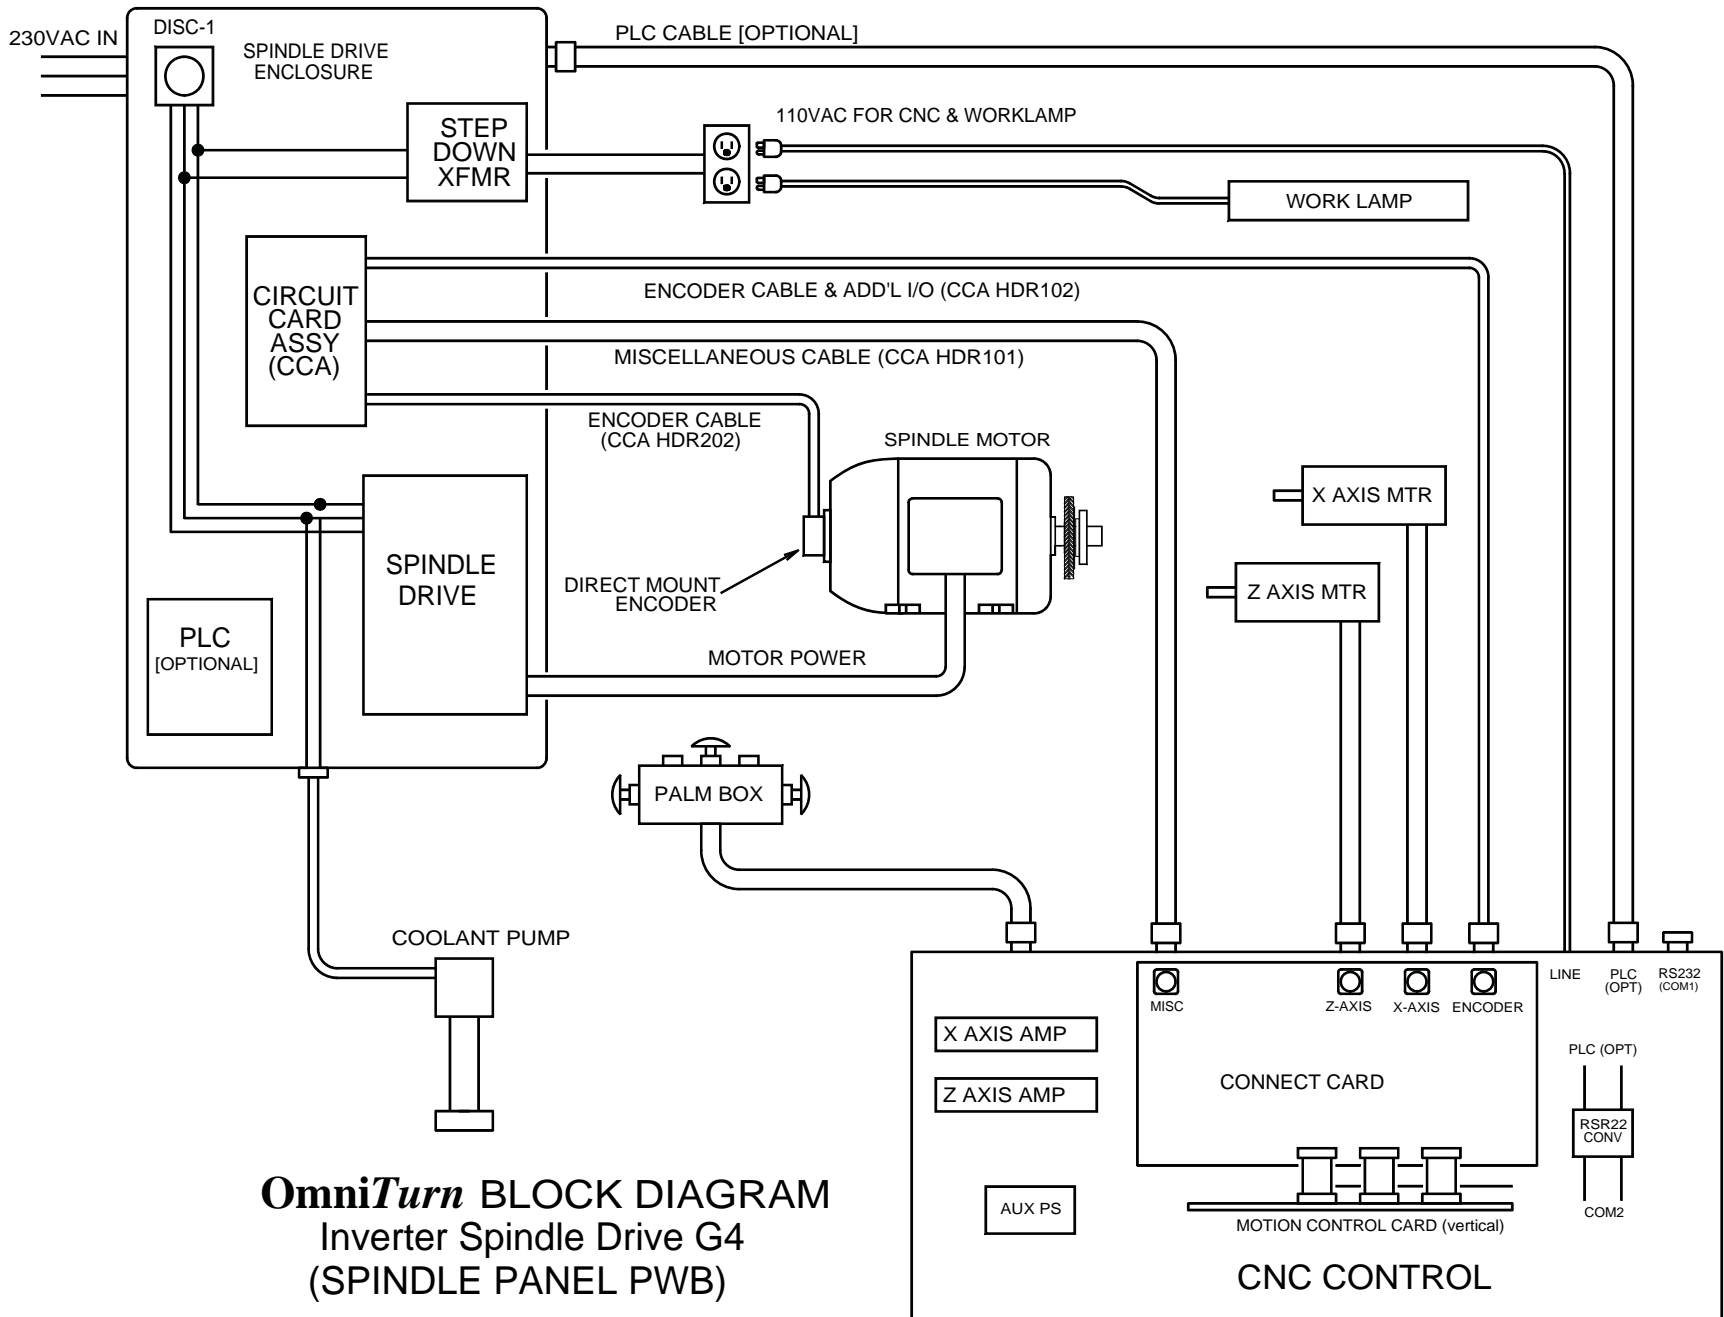 230VAC IN
DISC-1
SPINDLE DRIVE
ENCLOSURE
PLC CABLE [OPTIONAL]
STEP
DOWN
XFMR
110VAC FOR CNC & WORKLAMP
WORK LAMP
CIRCUIT
CARD
ASSY
(CCA)
ENCODER CABLE & ADD'L I/O (CCA HDR102)
MISCELLANEOUS CABLE (CCA HDR101)
ENCODER CABLE
(CCA HDR202)
SPINDLE MOTOR
X AXIS MTR
Z AXIS MTR
SPINDLE
DRIVE
DIRECT MOUNT
ENCODER
PLC
[OPTIONAL]
MOTOR POWER
PALM BOX
COOLANT PUMP
MISC
Z-AXIS
X-AXIS
ENCODER
LINE
PLC
(OPT)
RS232
(COM1)
X AXIS AMP
Z AXIS AMP
CONNECT CARD
PLC (OPT)
RSR22
CONV
COM2
AUX PS
MOTION CONTROL CARD (vertical)
CNC CONTROL
OmniTurn BLOCK DIAGRAM
Inverter Spindle Drive G4
(SPINDLE PANEL PWB)